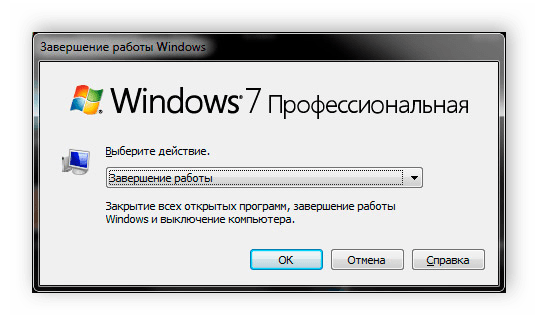 Завершение работы Windows
Windows 7 Профессиональная
Выберите действие.
Завершение работы
Закрытие всех открытых программ, завершение работы
Windows и выключение компьютера.
OK Отмена Справка